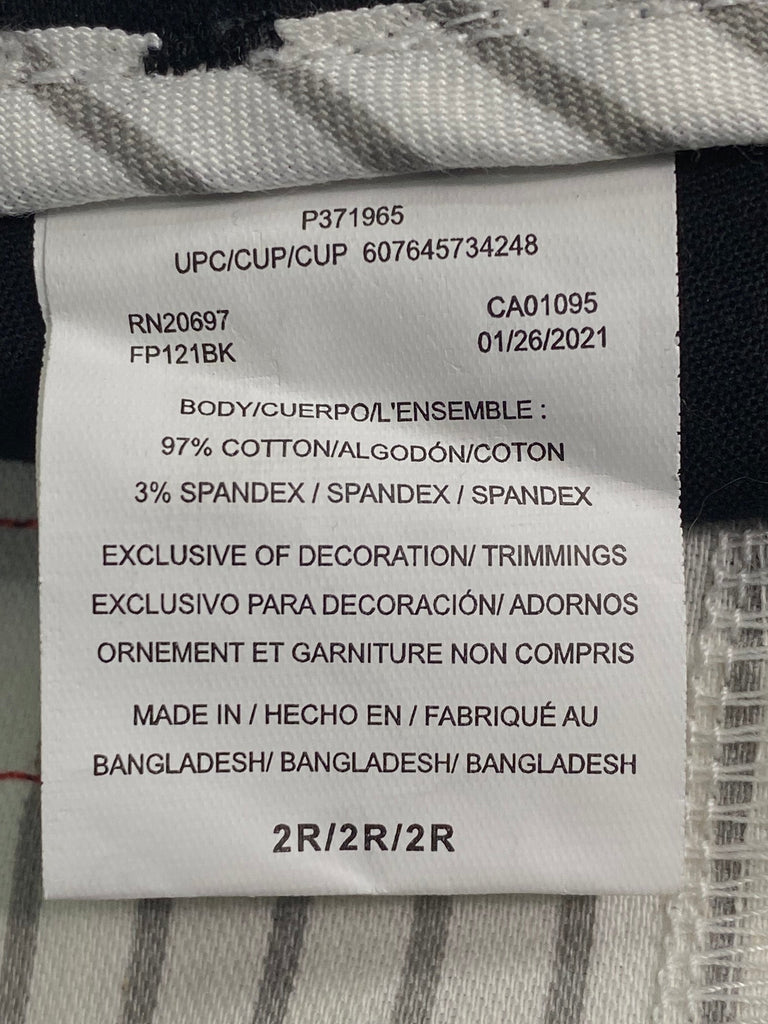 P371965
UPC/CUP/CUP 607645734248
RN20697 CA01095
FP121BK 01/26/2021
BODY/CUERPO/L'ENSEMBLE :
97% COTTON/ALGODÓN/COTON
3% SPANDEX / SPANDEX / SPANDEX
EXCLUSIVE OF DECORATION/ TRIMMINGS
EXCLUSIVO PARA DECORACIÓN/ ADORNOS
ORNEMENT ET GARNITURE NON COMPRIS
MADE IN / HECHO EN / FABRIQUÉ AU
BANGLADESH/ BANGLADESH/ BANGLADESH
2R/2R/2R